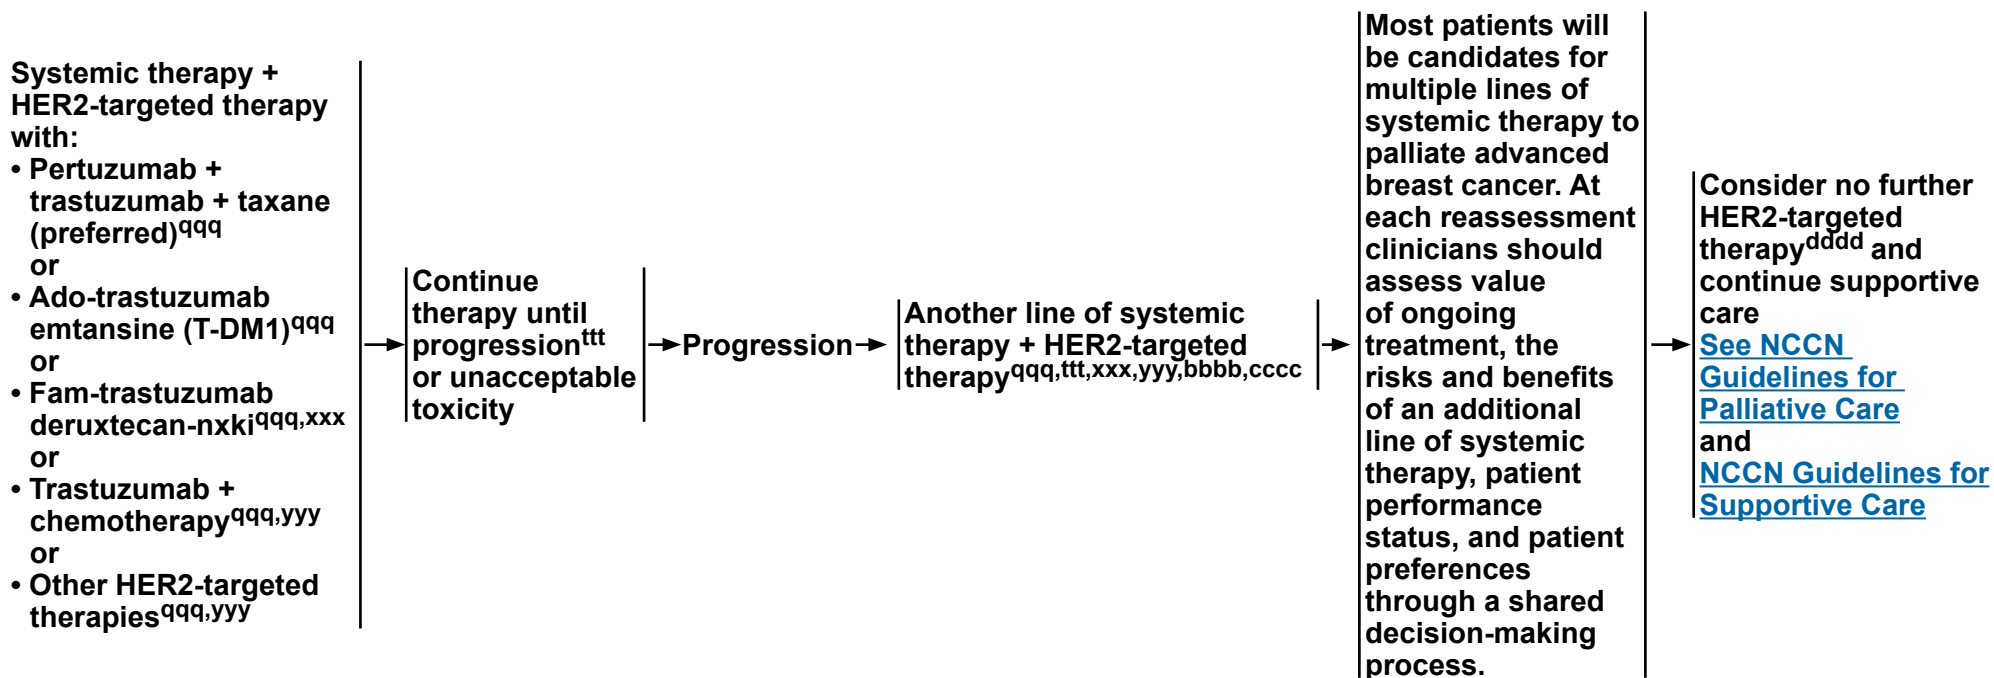 Systemic therapy +
HER2-targeted therapy
with:
• Pertuzumab +
trastuzumab + taxane
(preferred)qqq
or
• Ado-trastuzumab
emtansine (T-DM1)qqq
or
• Fam-trastuzumab
deruxtecan-nxkiqqq,xxx
or
• Trastuzumab +
chemotherapyqqq,yyy
or
• Other HER2-targeted
therapiesqqq,yyy
Continue
therapy until
progressionttt
or unacceptable
toxicity
Progression
Another line of systemic
therapy + HER2-targeted
therapyqqq,ttt,xxx,yyy,bbbb,cccc
Most patients will
be candidates for
multiple lines of
systemic therapy to
palliate advanced
breast cancer. At
each reassessment
clinicians should
assess value
of ongoing
treatment, the
risks and benefits
of an additional
line of systemic
therapy, patient
performance
status, and patient
preferences
through a shared
decision-making
process.
Consider no further
HER2-targeted
therapydddd and
continue supportive
care
See NCCN
Guidelines for
Palliative Care
and
NCCN Guidelines for
Supportive Care